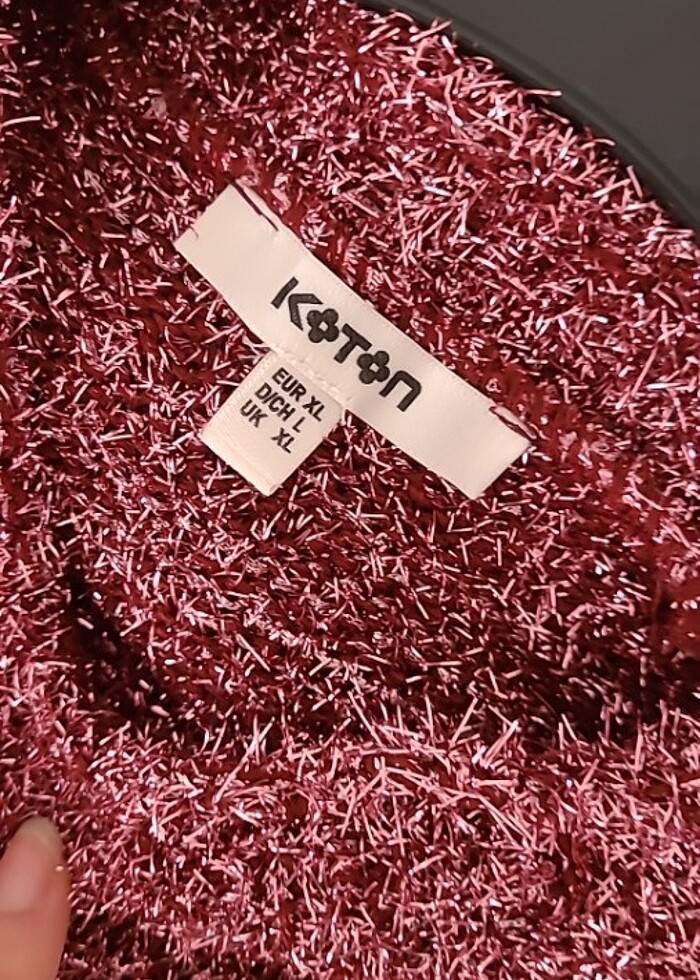 KOTON
EUR XL
D/CH L
UK XL